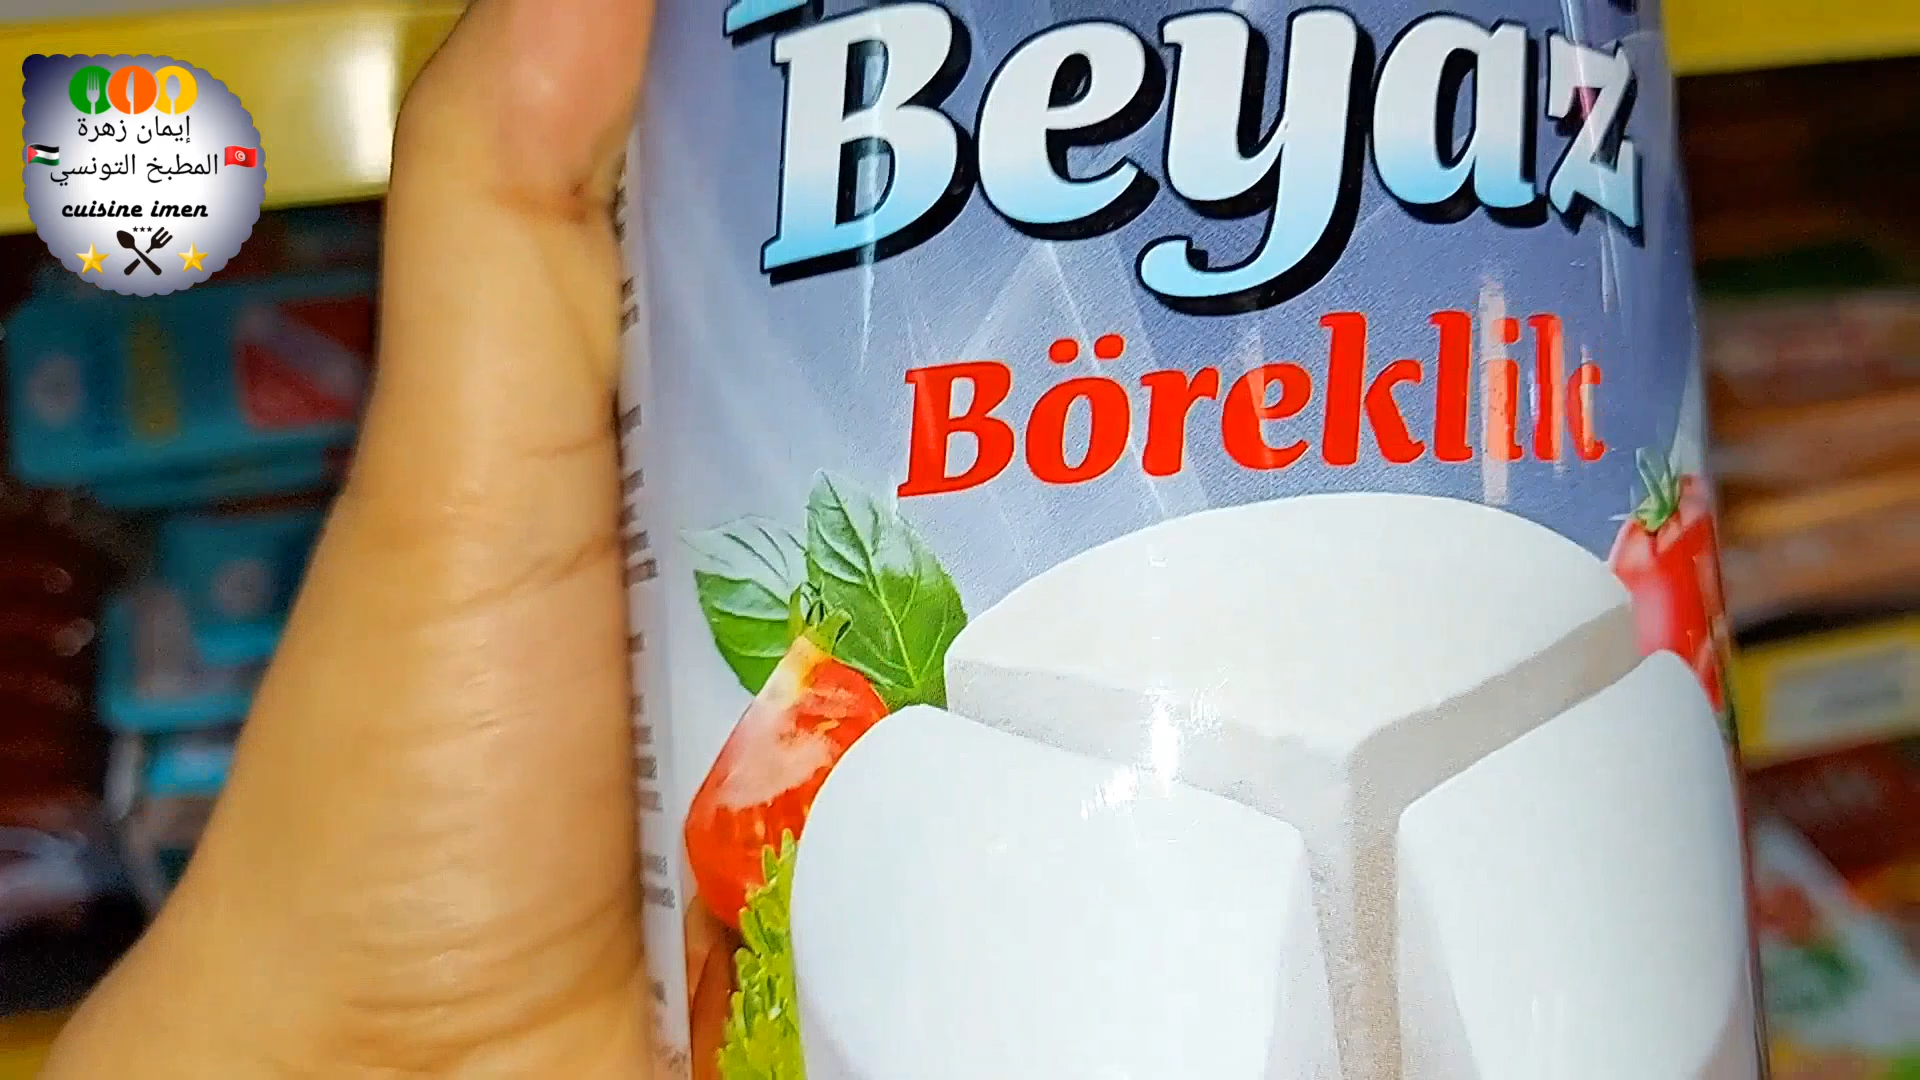 إيمان زهرة
المطبخ التونسي
cuisine imen
Beyaz
Böreklik